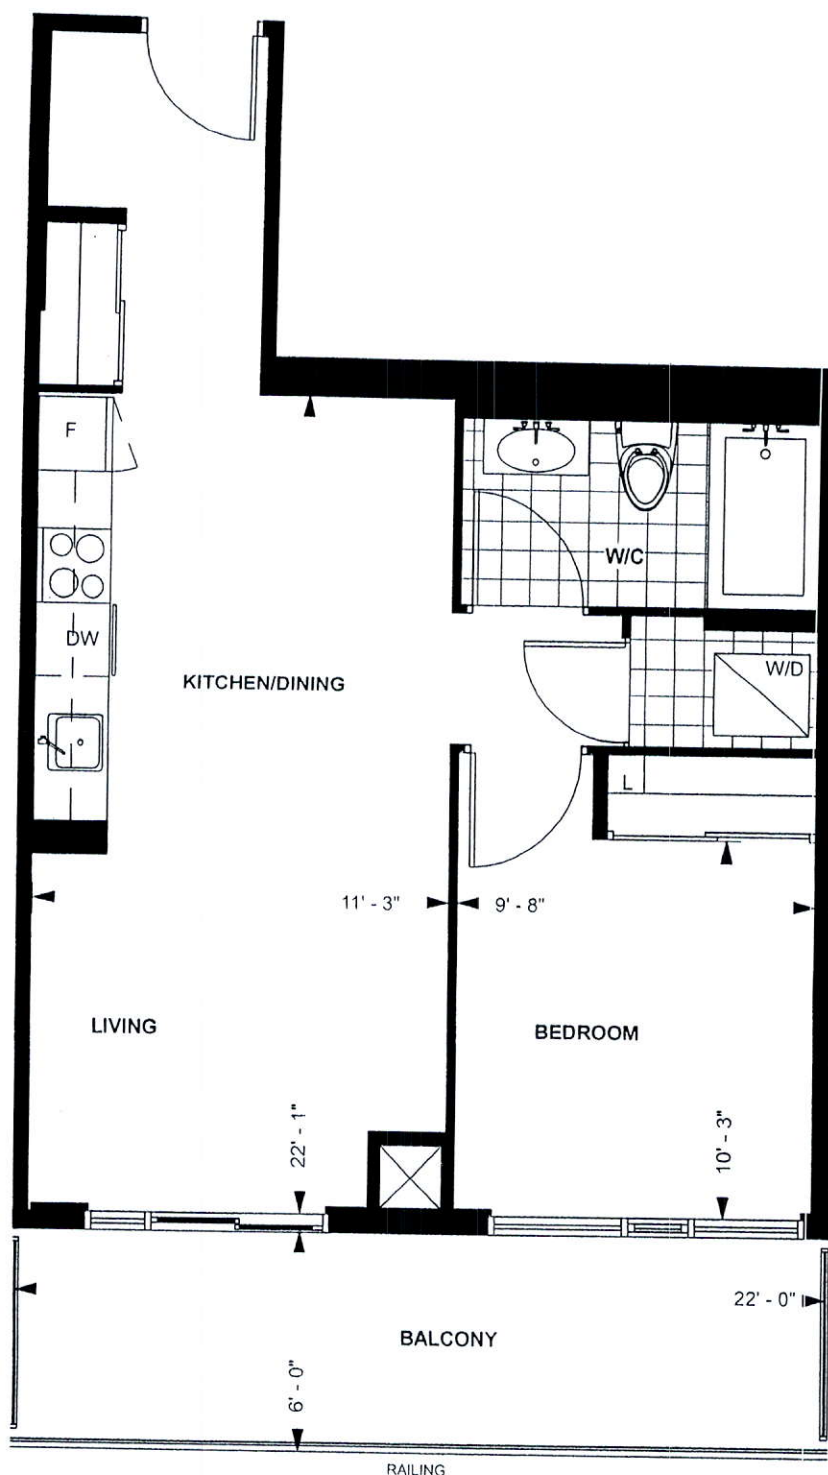 F
W/C
DW
W/D
KITCHEN/DINING
L
11' - 3"
9' - 8"
LIVING
BEDROOM
22' - 1"
10' - 3"
22' - 0"
BALCONY
6' - 0"
RAILING